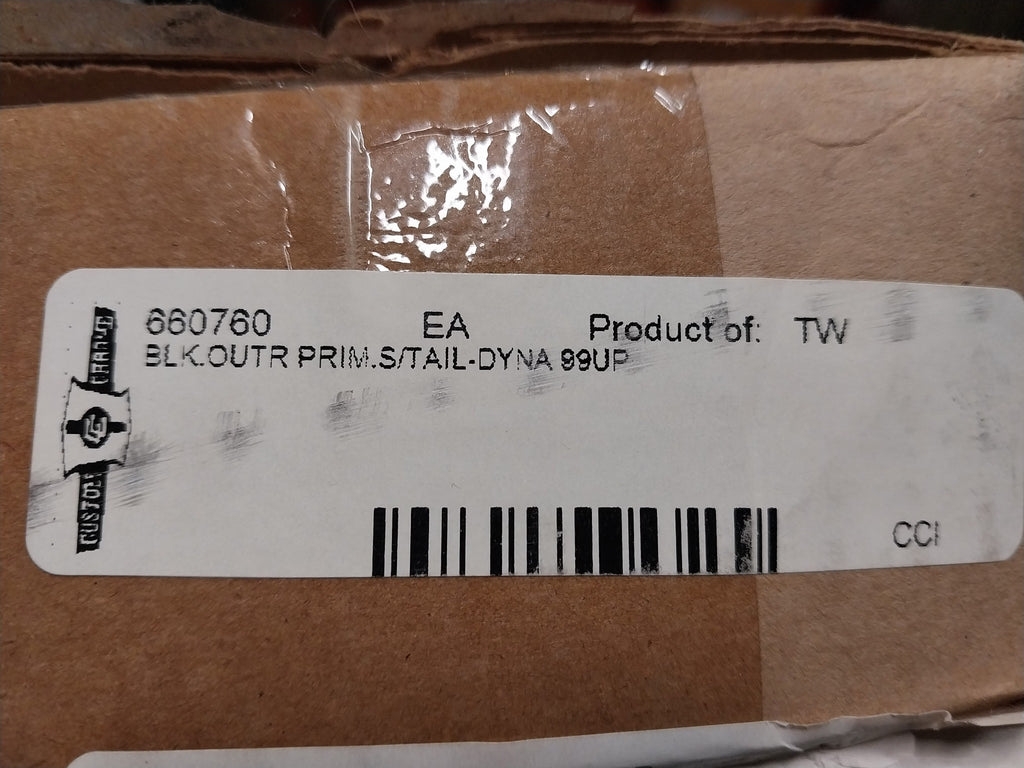 660760 EA Product of: TW
BLK.OUTR PRIM.S/TAIL-DYNA 99UP
CCI